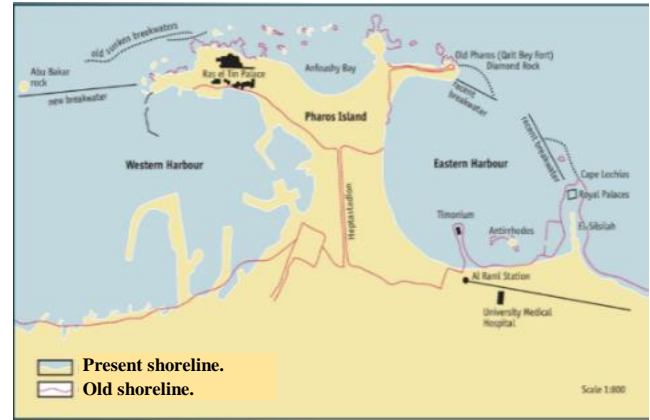 old sunken breakwaters
Abu Bakar
rock
new breakwater
Ras el Tin Palace
Anfoushy Bay
Old Pharos (Qait Bey Fort)
Diamond Rock
recent
breakwater
Pharos Island
recent breakwater
Western Harbour
Eastern Harbour
Cape Lochias
Royal Palaces
Heptastadion
Timonium
Antirrhodos
El-Silsilah
Al Raml Station
University Medical
Hospital
Present shoreline.
Old shoreline.
Scale 1:800